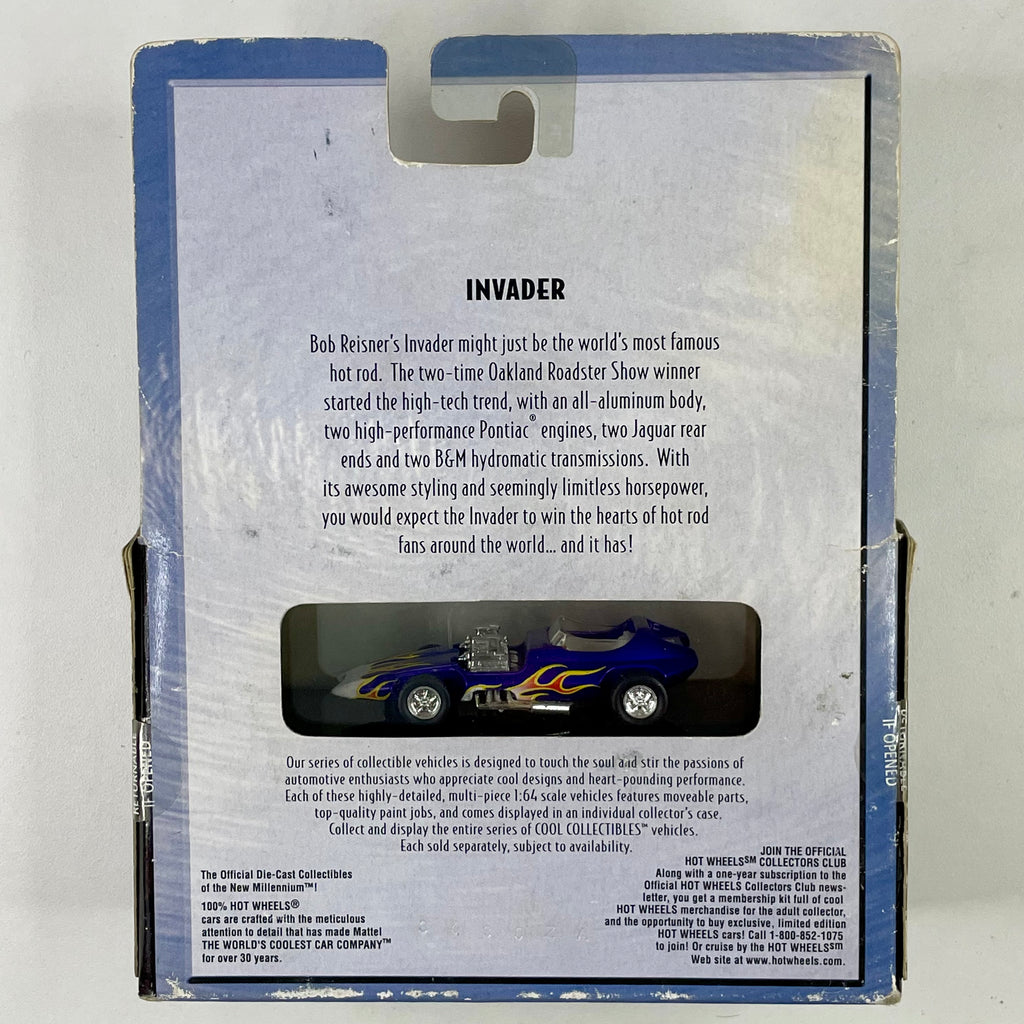 INVADER
Bob Reisner's Invader might just be the world's most famous
hot rod. The two-time Oakland Roadster Show winner
started the high-tech trend, with an all-aluminum body,
two high-performance Pontiac® engines, two Jaguar rear
ends and two B&M hydromatic transmissions. With
its awesome styling and seemingly limitless horsepower,
you would expect the Invader to win the hearts of hot rod
fans around the world... and it has!
Our series of collectible vehicles is designed to touch the soul and stir the passions of
automotive enthusiasts who appreciate cool designs and heart-pounding performance.
Each of these highly-detailed, multi-piece 1:64 scale vehicles features moveable parts,
top-quality paint jobs, and comes displayed in an individual collector's case.
Collect and display the entire series of COOL COLLECTIBLES™ vehicles.
Each sold separately, subject to availability.
The Official Die-Cast Collectibles
of the New Millennium™!
100% HOT WHEELS®
cars are crafted with the meticulous
attention to detail that has made Mattel
THE WORLD'S COOLEST CAR COMPANY™
for over 30 years.
JOIN THE OFFICIAL
HOT WHEELS℠ COLLECTORS CLUB
Along with a one-year subscription to the
Official HOT WHEELS Collectors Club news-
letter, you get a membership kit full of cool
HOT WHEELS merchandise for the adult collector,
and the opportunity to buy exclusive, limited edition
HOT WHEELS cars! Call 1-800-852-1075
to join! Or cruise by the HOT WHEELS℠
Web site at www.hotwheels.com.
IF OPENED
IF OPENED